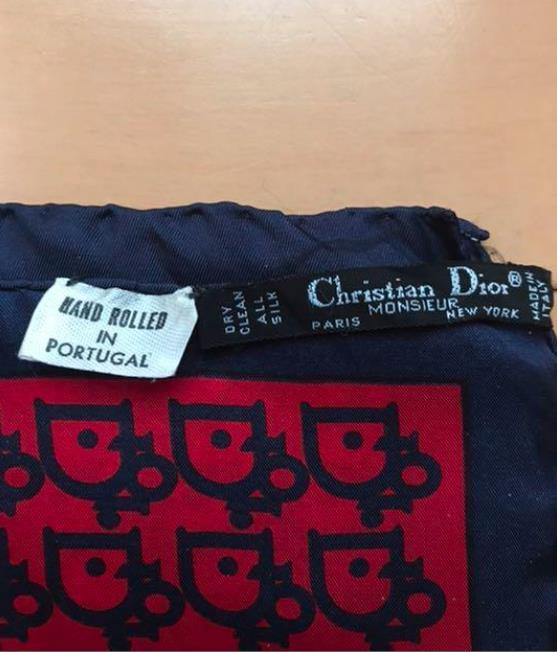 HAND ROLLED
IN
PORTUGAL
DRY
CLEAN
ALL
SILK
Christian Dior®
MONSIEUR
PARIS
NEW YORK
MADE IN
ITALY